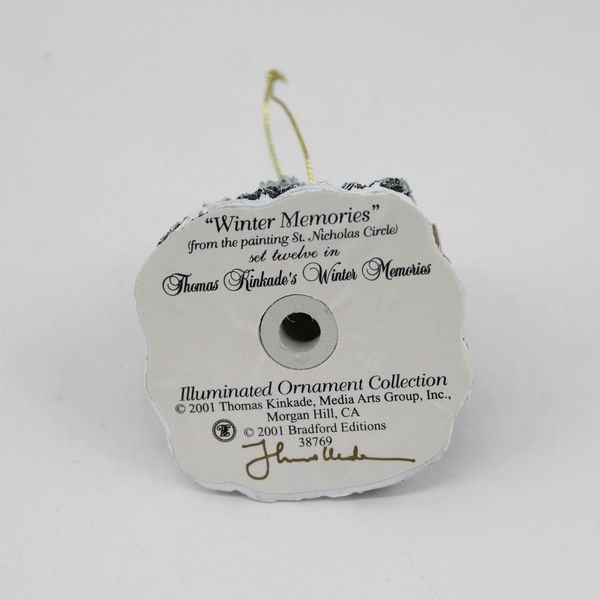 "Winter Memories"
(from the painting St. Nicholas Circle)
set twelve in
Thomas Kinkade's Winter Memories
Illuminated Ornament Collection
© 2001 Thomas Kinkade, Media Arts Group, Inc.,
Morgan Hill, CA
© 2001 Bradford Editions
38769